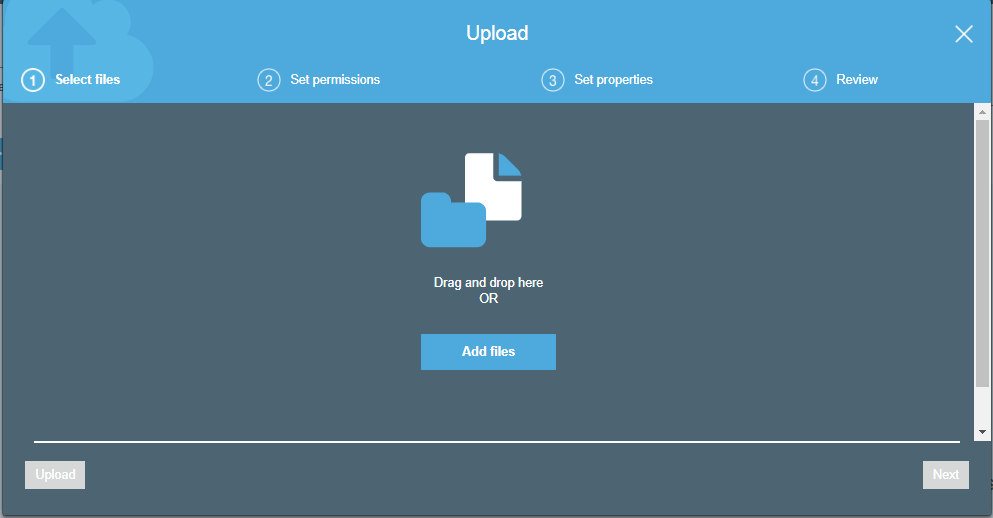 Upload
1 Select files
2 Set permissions
3 Set properties
4 Review
Drag and drop here
OR
Add files
Upload
Next